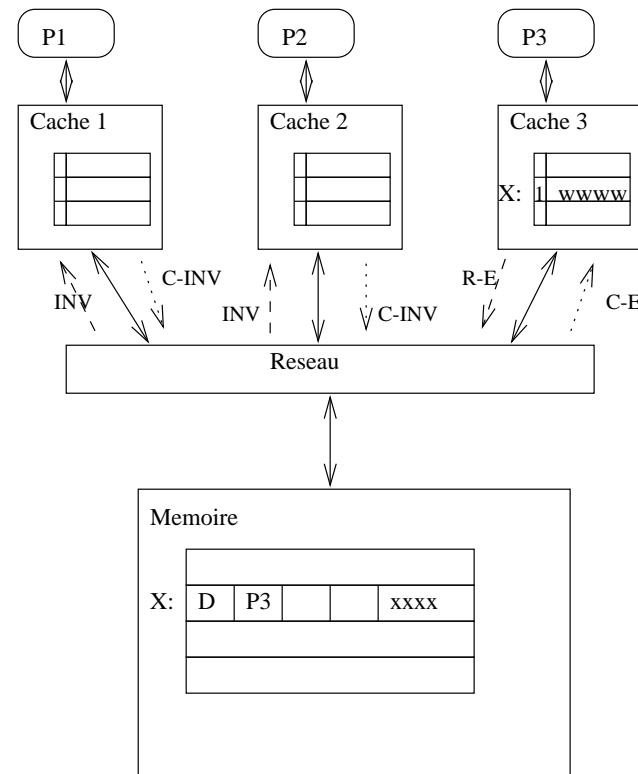 P1 P2 P3
Cache 1 Cache 2 Cache 3
X: 1 wwww
INV C-INV INV C-INV R-E C-E
Reseau
Memoire
X: D P3 xxxx